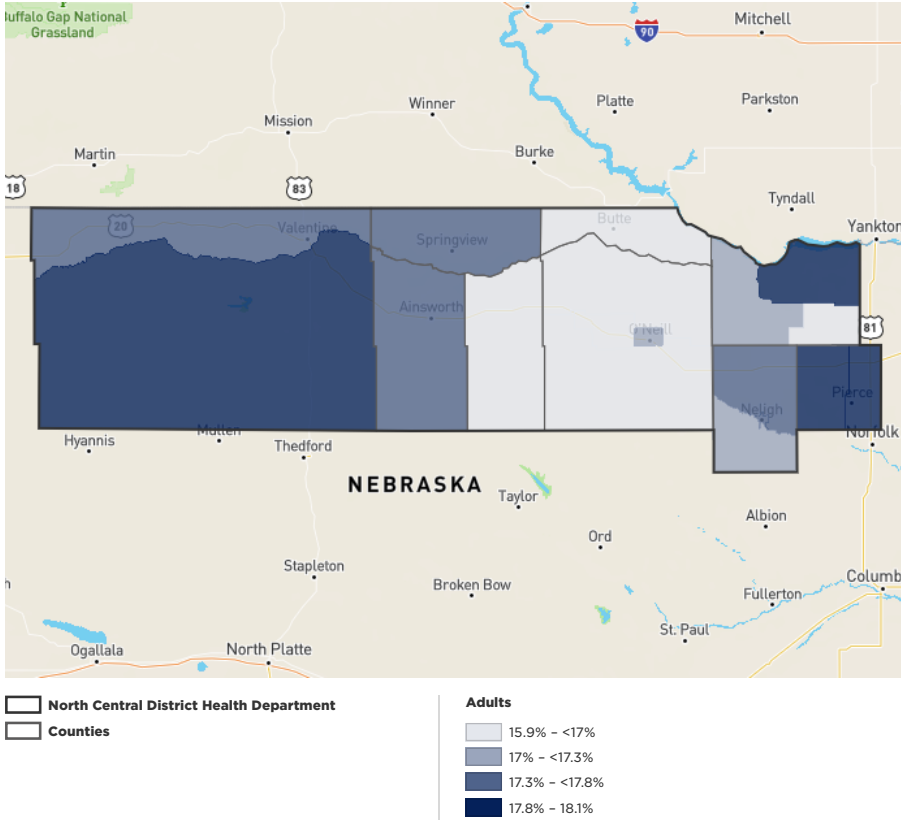 Buffalo Gap National
Grassland
Mitchell
90
Platte
Parkston
Winner
Mission
Burke
Martin
18
83
Tyndall
Butte
20
Valentine
Springview
Yankton
Ainsworth
O'Neill
81
Pierce
Neligh
Hyannis
Mullen
Thedford
Norfolk
NEBRASKA
Taylor
Albion
Ord
Stapleton
Broken Bow
Columb
h
Fullerton
St. Paul
Ogallala
North Platte
North Central District Health Department
Counties
Adults
15.9% – <17%
17% – <17.3%
17.3% – <17.8%
17.8% – 18.1%